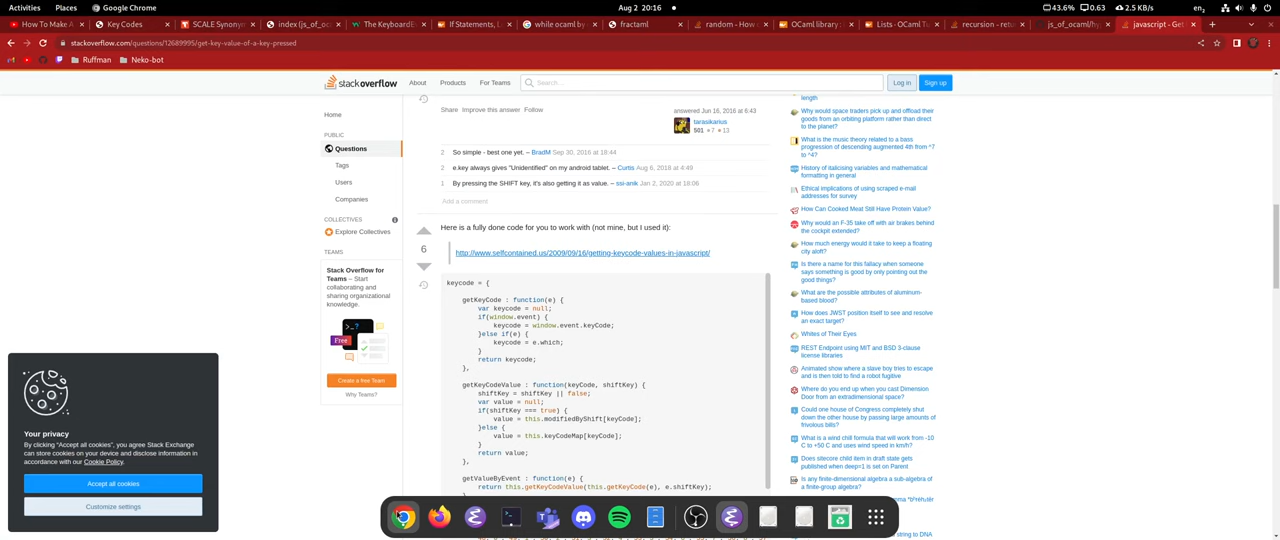 Activities Places Google Chrome Aug 2 20:16 43.6% 0.63 2.5 KB/s en2
How to Make a Key Codes SCALE Synonym index (js_of_oc The KeyboardEv If Statements, L while ocaml by fractaml random - How OCaml library : Lists - OCaml Tu recursion - retu js_of_ocaml/hy javascript - Get
stackoverflow.com/questions/12689995/get-key-value-of-a-key-pressed
Ruffman Neko-bot
stackoverflow About Products For Teams Search... Log in Sign up
Home
PUBLIC
Questions
Tags
Users
Companies
COLLECTIVES
Explore Collectives
TEAMS
Stack Overflow for
Teams – Start
collaborating and
sharing organizational
knowledge.
Free
Create a free Team
Why Teams?
Share Improve this answer Follow
answered Jun 16, 2016 at 6:43
tarasikarius
501 7 13
2 So simple - best one yet. – BradM Sep 30, 2016 at 18:44
2 e.key always gives "Unidentified" on my android tablet. – Curtis Aug 6, 2018 at 4:49
1 By pressing the SHIFT key, it's also getting it as value. – ssi-anik Jan 2, 2020 at 18:06
Add a comment
6
Here is a fully done code for you to work with (not mine, but I used it):
http://www.selfcontained.us/2009/09/16/getting-keycode-values-in-javascript/
keycode = {
getKeyCode : function(e) {
var keycode = null;
if(window.event) {
keycode = window.event.keyCode;
}else if(e) {
keycode = e.which;
}
return keycode;
},
getKeyCodeValue : function(keyCode, shiftKey) {
shiftKey = shiftKey || false;
var value = null;
if(shiftKey === true) {
value = this.modifiedByShift[keyCode];
}else {
value = this.keyCodeMap[keyCode];
}
return value;
},
getValueByEvent : function(e) {
return this.getKeyCodeValue(this.getKeyCode(e), e.shiftKey);
length
Why would space traders pick up and offload their
goods from an orbiting platform rather than direct
to the planet?
What is the music theory related to a bass
progression of descending augmented 4th from ^7
to ^4?
History of italicising variables and mathematical
formatting in general
Ethical implications of using scraped e-mail
addresses for survey
How Can Cooked Meat Still Have Protein Value?
Why would an F-35 take off with air brakes behind
the cockpit extended?
How much energy would it take to keep a floating
city aloft?
Is there a name for this fallacy when someone
says something is good by only pointing out the
good things?
What are the possible attributes of aluminum-
based blood?
How does JWST position itself to see and resolve
an exact target?
Whites of Their Eyes
REST Endpoint using MIT and BSD 3-clause
license libraries
Animated show where a slave boy tries to escape
and is then told to find a robot fugitive
Where do you end up when you cast Dimension
Door from an extradimensional space?
Could one house of Congress completely shut
down the other house by passing large amounts of
frivolous bills?
What is a wind chill formula that will work from -10
C to +50 C and uses wind speed in km/h?
Does sitecore child item in draft state gets
published when deep=1 is set on Parent
Is any finite-dimensional algebra a sub-algebra of
a finite-group algebra?
string to DNA
Your privacy
By clicking “Accept all cookies”, you agree Stack Exchange
can store cookies on your device and disclose information
in accordance with our Cookie Policy.
Accept all cookies
Customize settings